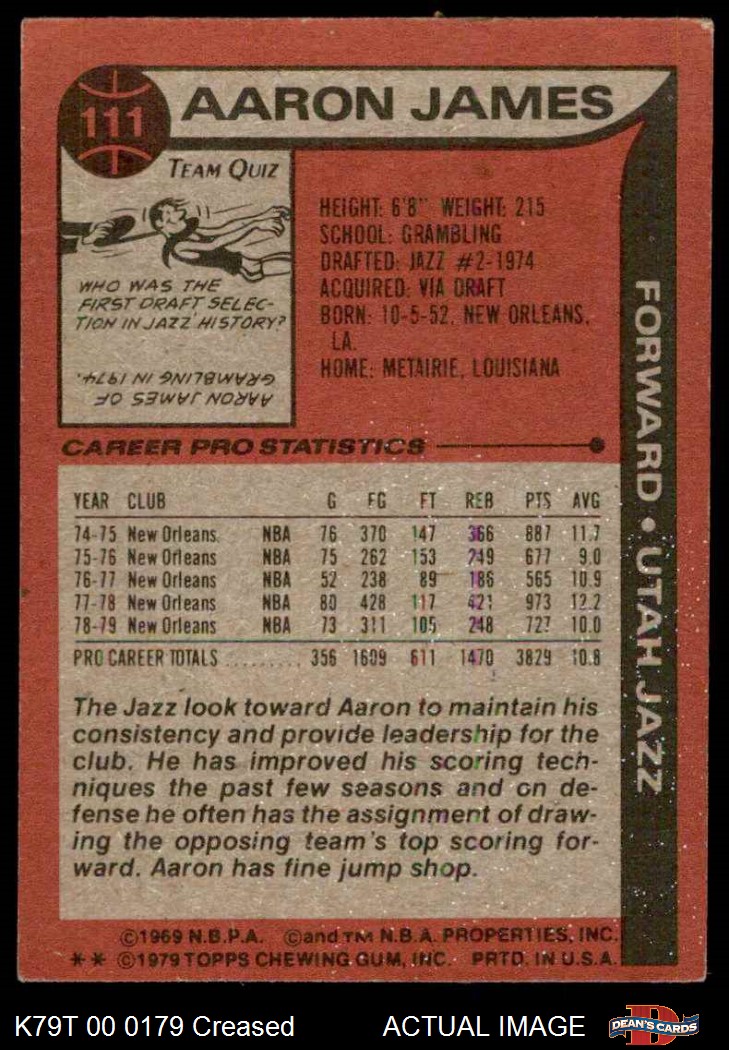 111
AARON JAMES
TEAM QUIZ
WHO WAS THE
FIRST DRAFT SELEC-
TION IN JAZZ HISTORY?
AARON JAMES OF
GRAMBLING IN 1974.
HEIGHT: 6'8" WEIGHT: 215
SCHOOL: GRAMBLING
DRAFTED: JAZZ #2-1974
ACQUIRED: VIA DRAFT
BORN: 10-5-52, NEW ORLEANS,
LA.
HOME: METAIRIE, LOUISIANA
FORWARD • UTAH JAZZ
CAREER PRO STATISTICS
YEAR CLUB G FG FT REB PTS AVG
74-75 New Orleans NBA 76 370 147 366 887 11.7
75-76 New Orleans NBA 75 262 153 249 677 9.0
76-77 New Orleans NBA 52 238 89 186 565 10.9
77-78 New Orleans NBA 80 428 117 421 973 12.2
78-79 New Orleans NBA 73 311 105 248 727 10.0
PRO CAREER TOTALS ......... 356 1609 611 1470 3829 10.8
The Jazz look toward Aaron to maintain his
consistency and provide leadership for the
club. He has improved his scoring tech-
niques the past few seasons and on de-
fense he often has the assignment of draw-
ing the opposing team's top scoring for-
ward. Aaron has fine jump shop.
©1969 N.B.P.A. ©and TM N.B.A. PROPERTIES, INC.
** ©1979 TOPPS CHEWING GUM, INC. PRTD. IN U.S.A.
K79T 00 0179 Creased ACTUAL IMAGE
DEAN'S CARDS